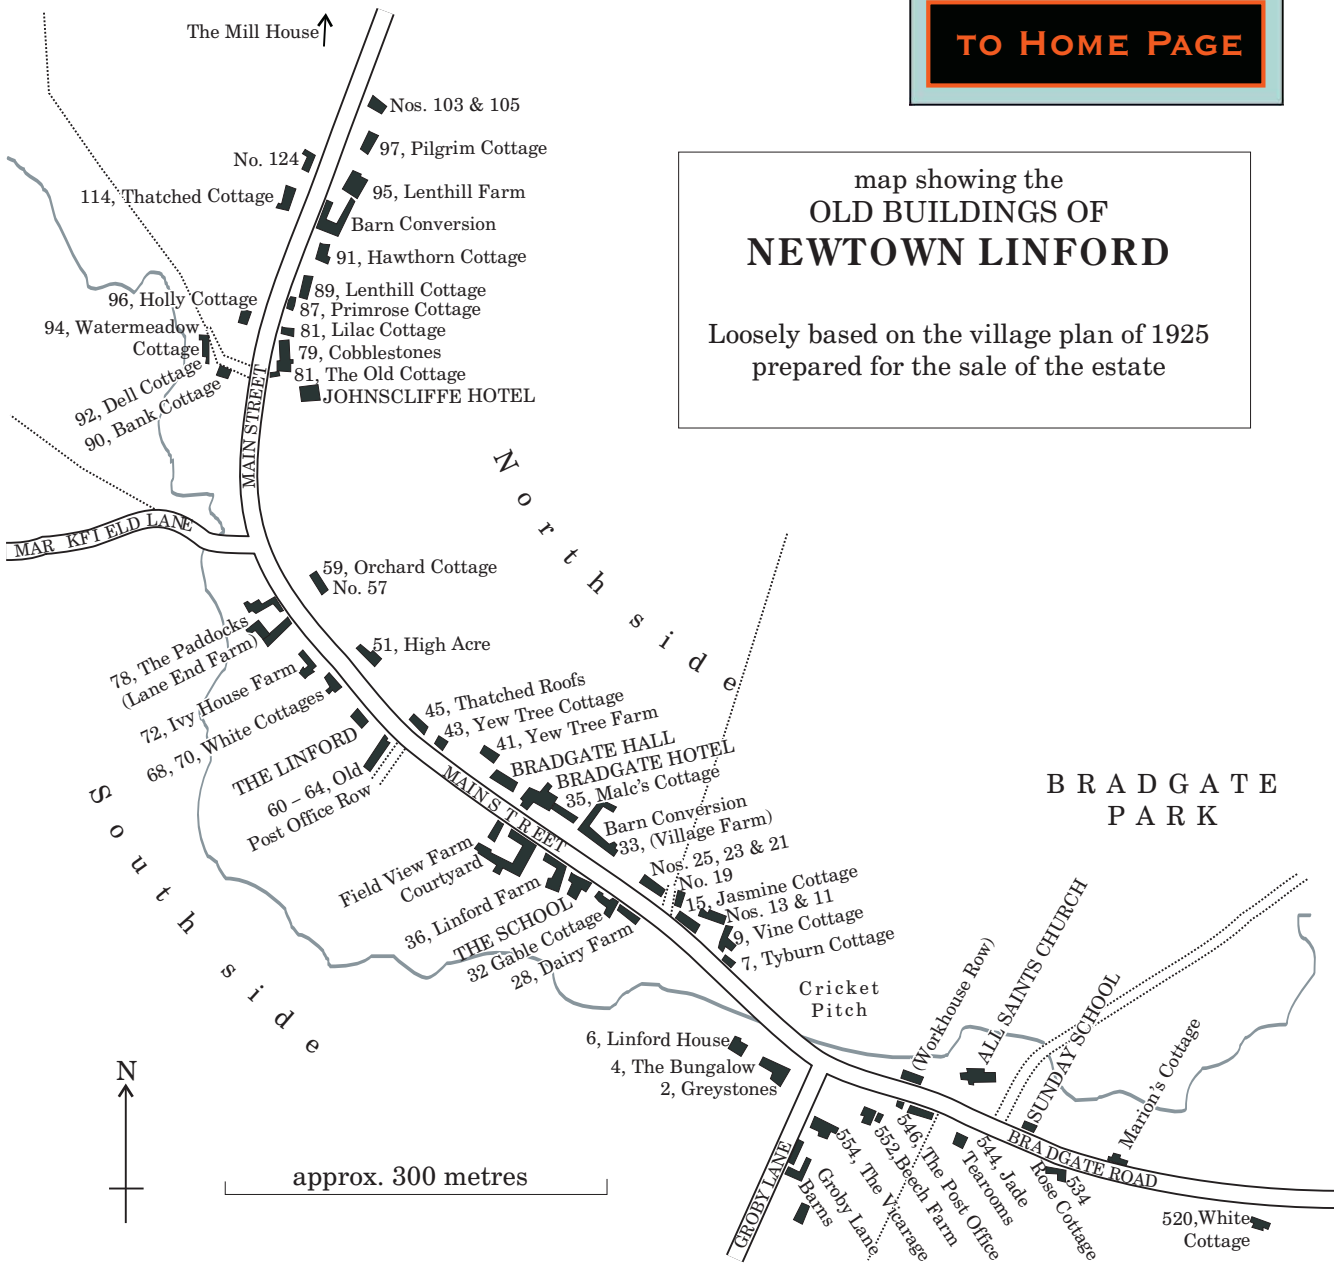 TO HOME PAGE
The Mill House
Nos. 103 & 105
97, Pilgrim Cottage
No. 124
95, Lenthill Farm
114, Thatched Cottage
Barn Conversion
91, Hawthorn Cottage
89, Lenthill Cottage
96, Holly Cottage
87, Primrose Cottage
94, Watermeadow
Cottage
81, Lilac Cottage
79, Cobblestones
92, Dell Cottage
81, The Old Cottage
90, Bank Cottage
JOHNSCLIFFE HOTEL
map showing the
OLD BUILDINGS OF
NEWTOWN LINFORD
Loosely based on the village plan of 1925
prepared for the sale of the estate
MAIN STREET
MARKFIELD LANE
Northside
59, Orchard Cottage
No. 57
51, High Acre
78, The Paddocks
(Lane End Farm)
72, Ivy House Farm
68, 70, White Cottages
THE LINFORD
60 – 64, Old
Post Office Row
45, Thatched Roofs
43, Yew Tree Cottage
41, Yew Tree Farm
BRADGATE HALL
BRADGATE HOTEL
35, Malc's Cottage
Barn Conversion
33, (Village Farm)
MAIN STREET
Nos. 25, 23 & 21
No. 19
15, Jasmine Cottage
Nos. 13 & 11
9, Vine Cottage
7, Tyburn Cottage
Field View Farm
Courtyard
36, Linford Farm
THE SCHOOL
32 Gable Cottage
28, Dairy Farm
Southside
BRADGATE
PARK
Cricket
Pitch
6, Linford House
4, The Bungalow
2, Greystones
(Workhouse Row)
ALL SAINTS CHURCH
SUNDAY SCHOOL
Marion's Cottage
BRADGATE ROAD
GROBY LANE
Groby Lane
Barns
554, The Vicarage
552, Beech Farm
546, The Post Office
544, Jade
Tearooms
534
Rose Cottage
520, White
Cottage
N
approx. 300 metres